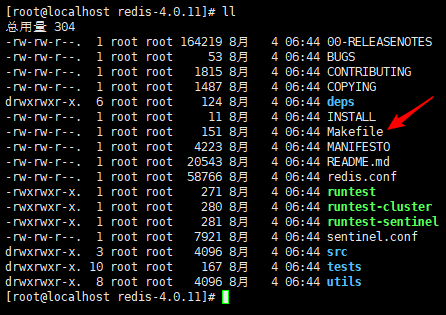 [root@localhost redis-4.0.11]# ll
总用量 304
-rw-rw-r--. 1 root root 164219 8月 4 06:44 00-RELEASENOTES
-rw-rw-r--. 1 root root 53 8月 4 06:44 BUGS
-rw-rw-r--. 1 root root 1815 8月 4 06:44 CONTRIBUTING
-rw-rw-r--. 1 root root 1487 8月 4 06:44 COPYING
drwxrwxr-x. 6 root root 124 8月 4 06:44 deps
-rw-rw-r--. 1 root root 11 8月 4 06:44 INSTALL
-rw-rw-r--. 1 root root 151 8月 4 06:44 Makefile
-rw-rw-r--. 1 root root 4223 8月 4 06:44 MANIFESTO
-rw-rw-r--. 1 root root 20543 8月 4 06:44 README.md
-rw-rw-r--. 1 root root 58766 8月 4 06:44 redis.conf
-rwxrwxr-x. 1 root root 271 8月 4 06:44 runtest
-rwxrwxr-x. 1 root root 280 8月 4 06:44 runtest-cluster
-rwxrwxr-x. 1 root root 281 8月 4 06:44 runtest-sentinel
-rw-rw-r--. 1 root root 7921 8月 4 06:44 sentinel.conf
drwxrwxr-x. 3 root root 4096 8月 4 06:44 src
drwxrwxr-x. 10 root root 167 8月 4 06:44 tests
drwxrwxr-x. 8 root root 4096 8月 4 06:44 utils
[root@localhost redis-4.0.11]#